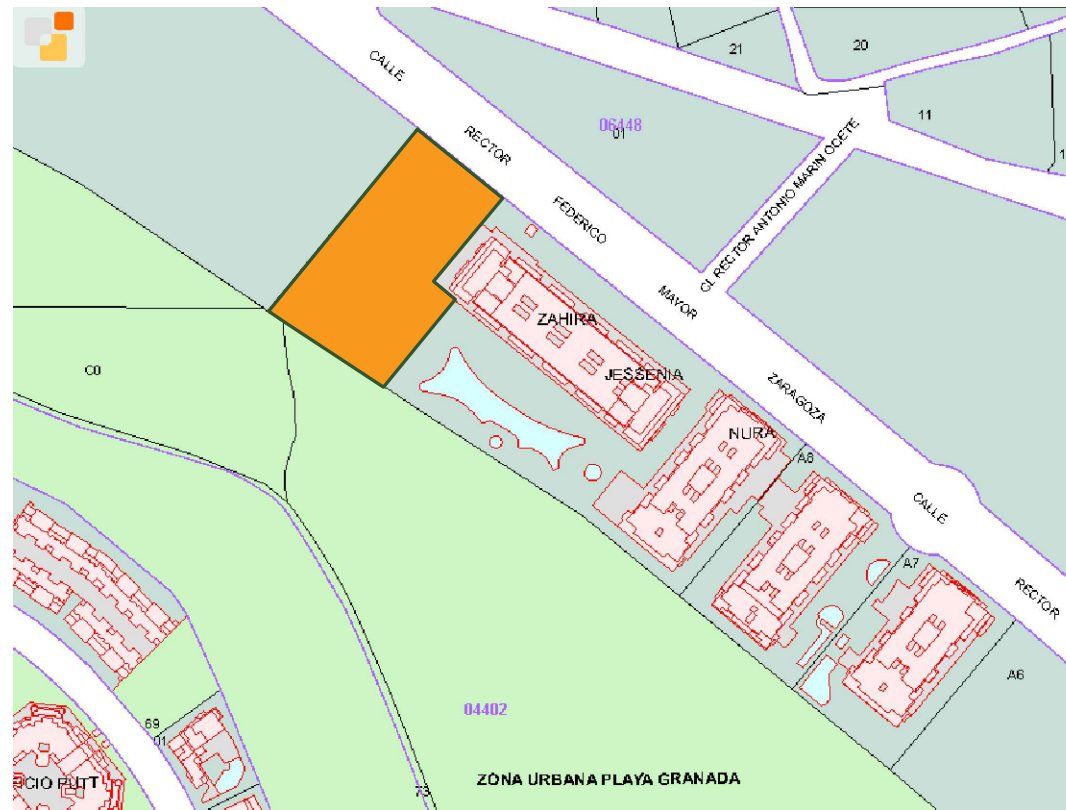 21
20
CALLE
11
06448
01
RECTOR
CL RECTOR ANTONIO MARIN OCETE
FEDERICO
MAYOR
ZAHIRA
C0
JESSENIA
ZARAGOZA
NURA
A8
CALLE
A7
RECTOR
A6
04402
69
01
CIO PUTT
ZONA URBANA PLAYA GRANADA
73